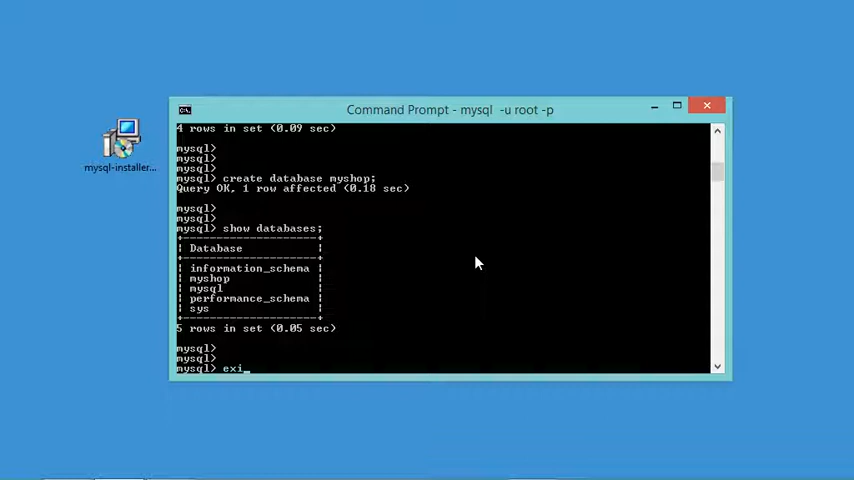 Command Prompt - mysql -u root -p
4 rows in set (0.09 sec)
mysql>
mysql>
mysql>
mysql> create database myshop;
Query OK, 1 row affected (0.18 sec)
mysql>
mysql>
mysql> show databases;
Database
information_schema
myshop
mysql
performance_schema
sys
5 rows in set (0.05 sec)
mysql>
mysql>
mysql> exi_
mysql-installer...